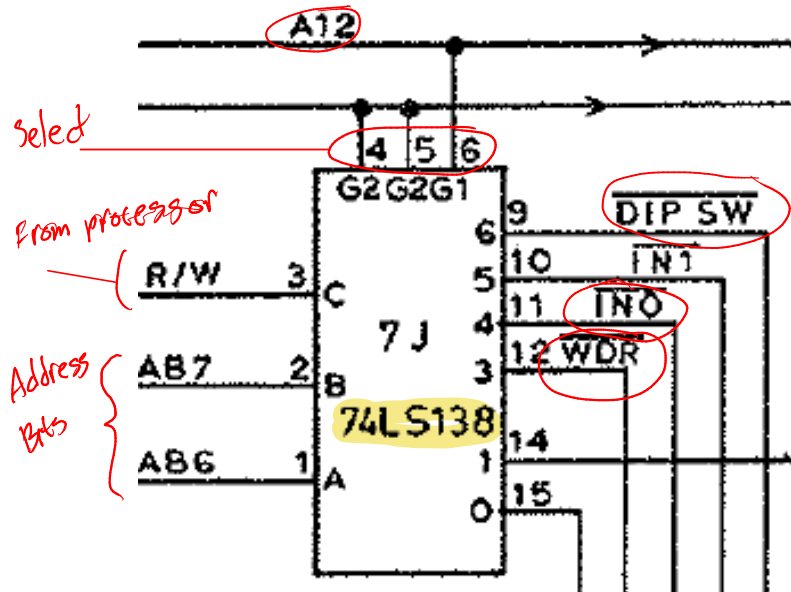 A12
Select
4 5 6
G2 G2 G1
From processor
R/W 3 C
AB7 2 B
Address
Bits
AB6 1 A
7J
74LS138
6 9 DIP SW
5 10 IN1
4 11 IN0
3 12 WDR
1 14
0 15